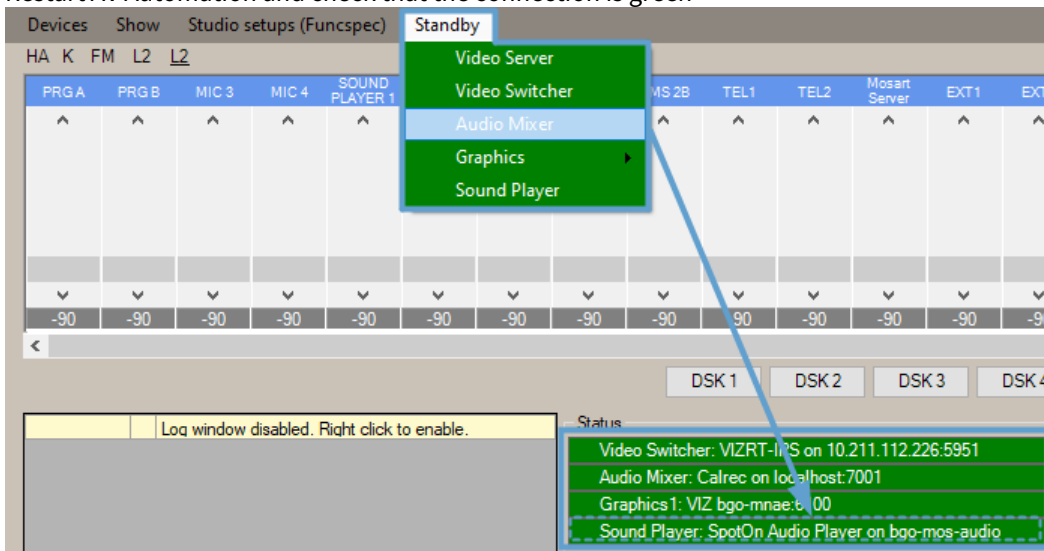 Devices Show Studio setups (Funcspec) Standby
HA K FM L2 L2
Video Server
Video Switcher
Audio Mixer
Graphics
Sound Player
PRG A PRG B MIC 3 MIC 4 SOUND PLAYER 1 MS 2B TEL1 TEL2 Mosart Server EXT1
-90 -90 -90 -90 -90 -90 -90 -90 -90 -90 -90 -90 -90
DSK 1 DSK 2 DSK 3 DSK 4
Log window disabled. Right click to enable.
Status
Video Switcher: VIZRT- on 10.211.112.226:5951
Audio Mixer: Calrec on localhost:7001
Graphics1: VIZ bgo-mnae:
Sound Player: SpotOn Audio Player on bgo-mos-audio